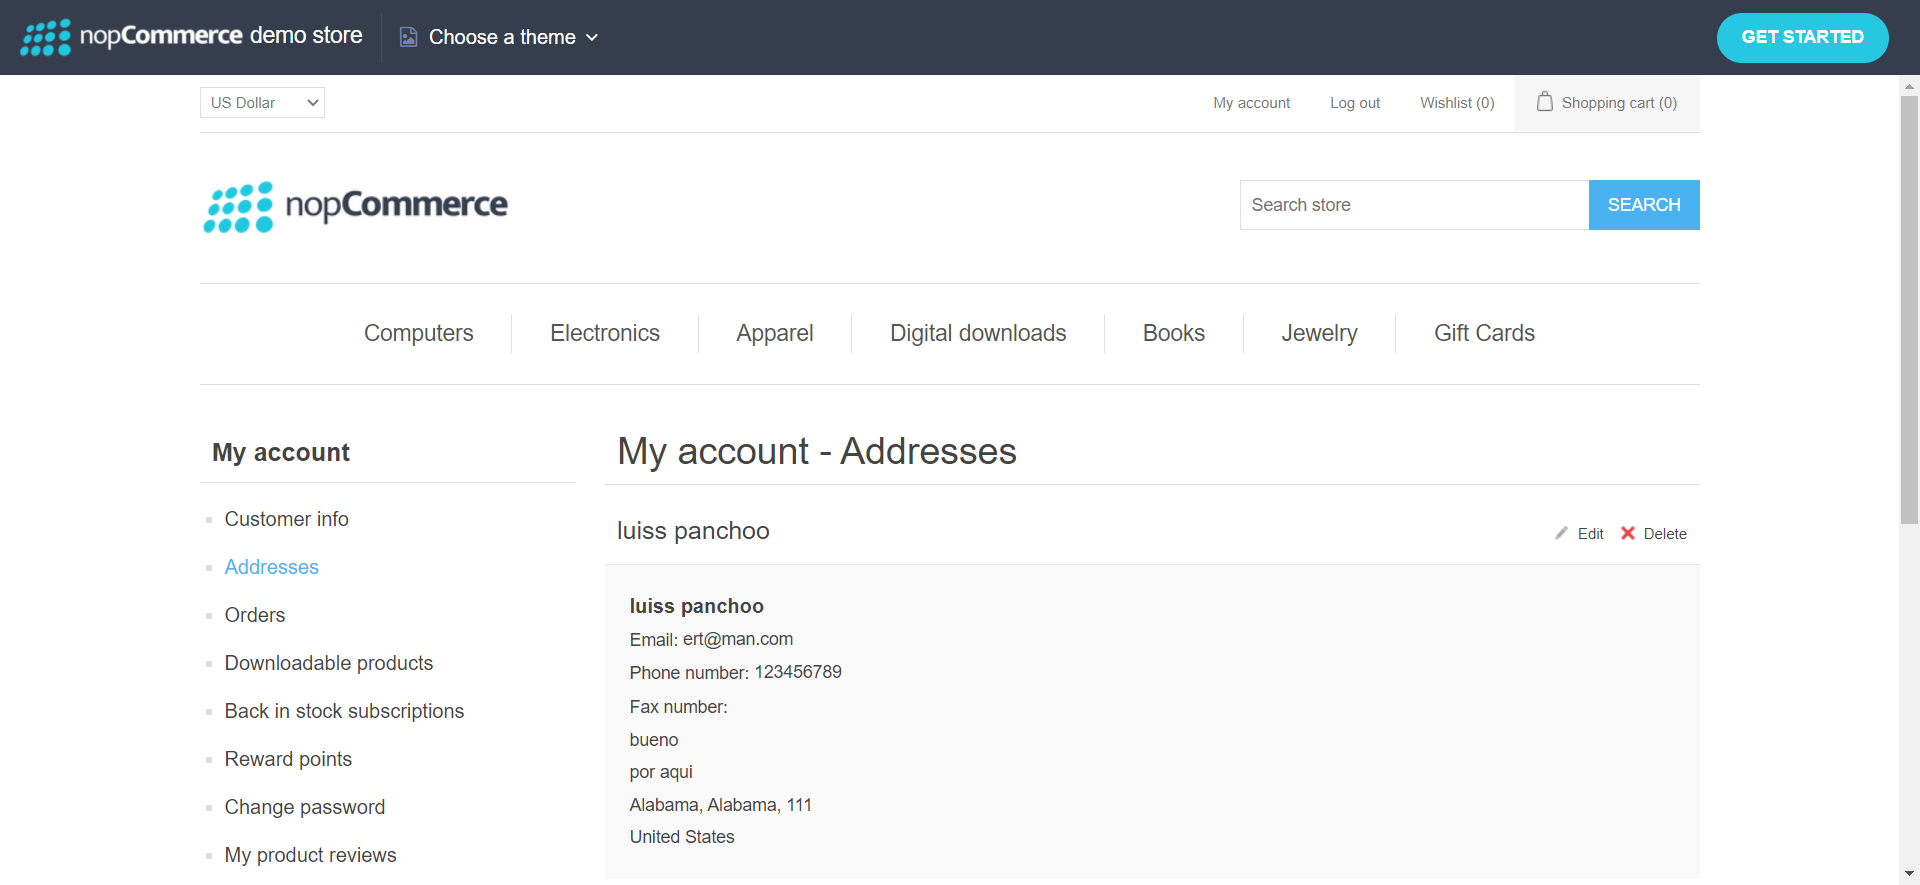 nopCommerce demo store
Choose a theme
GET STARTED
US Dollar
My account
Log out
Wishlist (0)
Shopping cart (0)
nopCommerce
Search store
SEARCH
Computers
Electronics
Apparel
Digital downloads
Books
Jewelry
Gift Cards
My account
Customer info
Addresses
Orders
Downloadable products
Back in stock subscriptions
Reward points
Change password
My product reviews
My account - Addresses
luiss panchoo
Edit
Delete
luiss panchoo
Email: ert@man.com
Phone number: 123456789
Fax number:
bueno
por aqui
Alabama, Alabama, 111
United States